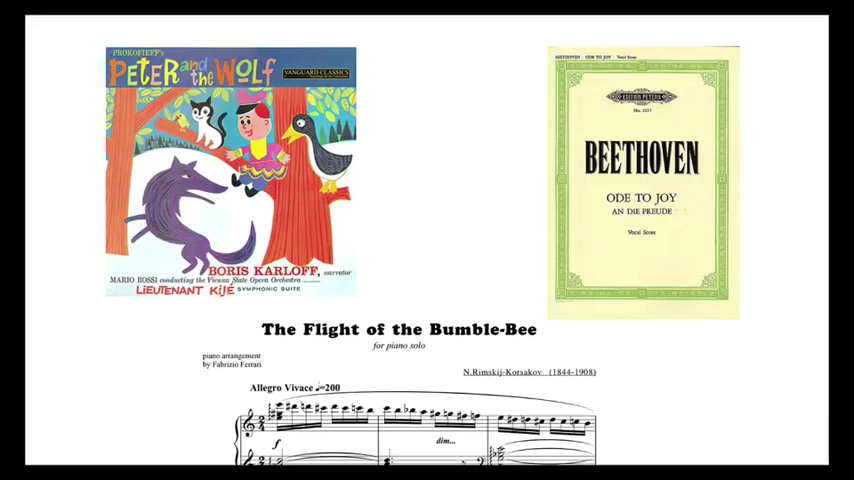 PROKOFIEFF'S
PETER and the WOLF
VANGUARD CLASSICS
BORIS KARLOFF, narrator
MARIO ROSSI conducting the Vienna State Opera Orchestra
LIEUTENANT KIJÉ SYMPHONIC SUITE
BEETHOVEN - ODE TO JOY - Vocal Score
EDITION PETERS
BEETHOVEN
ODE TO JOY
AN DIE FREUDE
Vocal Score
The Flight of the Bumble-Bee
for piano solo
piano arrangement
by Fabrizio Ferrari
N.Rimskij-Korsakov (1844-1908)
Allegro Vivace ♩=200
f
dim...